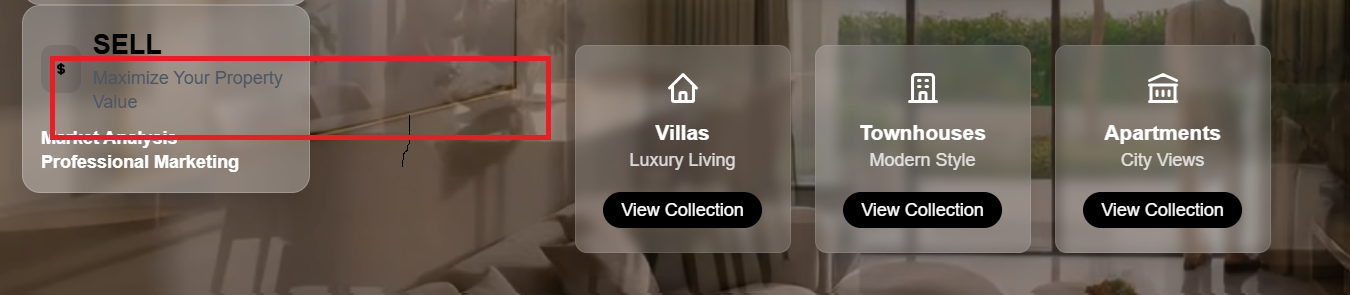 SELL
$
Maximize Your Property
Value
Market Analysis
Professional Marketing
Villas
Luxury Living
View Collection
Townhouses
Modern Style
View Collection
Apartments
City Views
View Collection